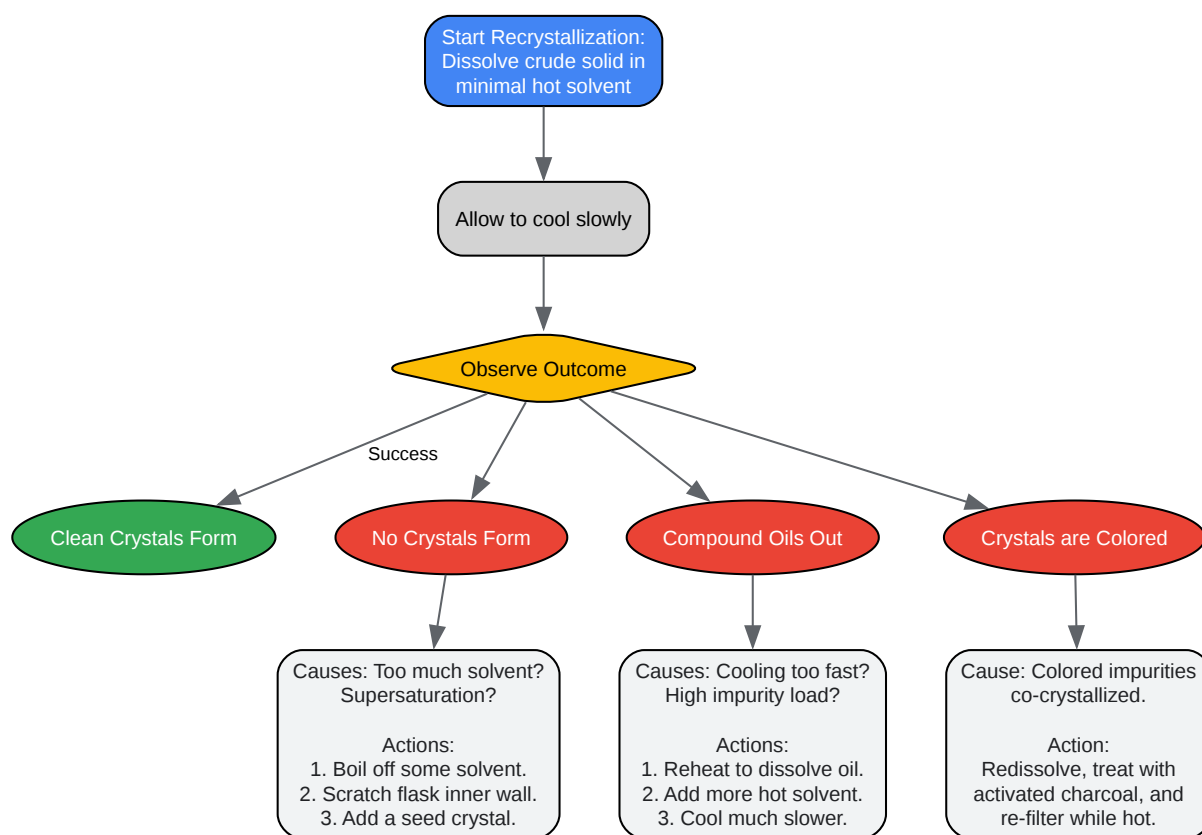 Start Recrystallization:
Dissolve crude solid in
minimal hot solvent
Allow to cool slowly
Observe Outcome
Success
Clean Crystals Form
No Crystals Form
Compound Oils Out
Crystals are Colored
Causes: Too much solvent?
Supersaturation?
Actions:
1. Boil off some solvent.
2. Scratch flask inner wall.
3. Add a seed crystal.
Causes: Cooling too fast?
High impurity load?
Actions:
1. Reheat to dissolve oil.
2. Add more hot solvent.
3. Cool much slower.
Cause: Colored impurities
co-crystallized.
Action:
Redissolve, treat with
activated charcoal, and
re-filter while hot.